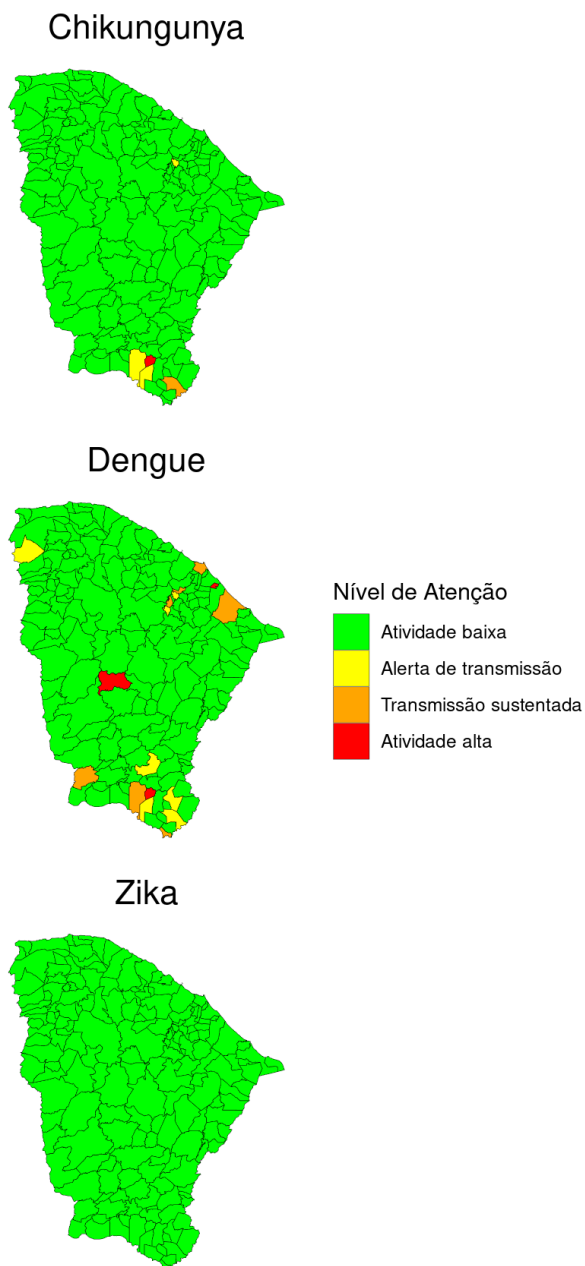 Chikungunya
Dengue
Nível de Atenção
Atividade baixa
Alerta de transmissão
Transmissão sustentada
Atividade alta
Zika